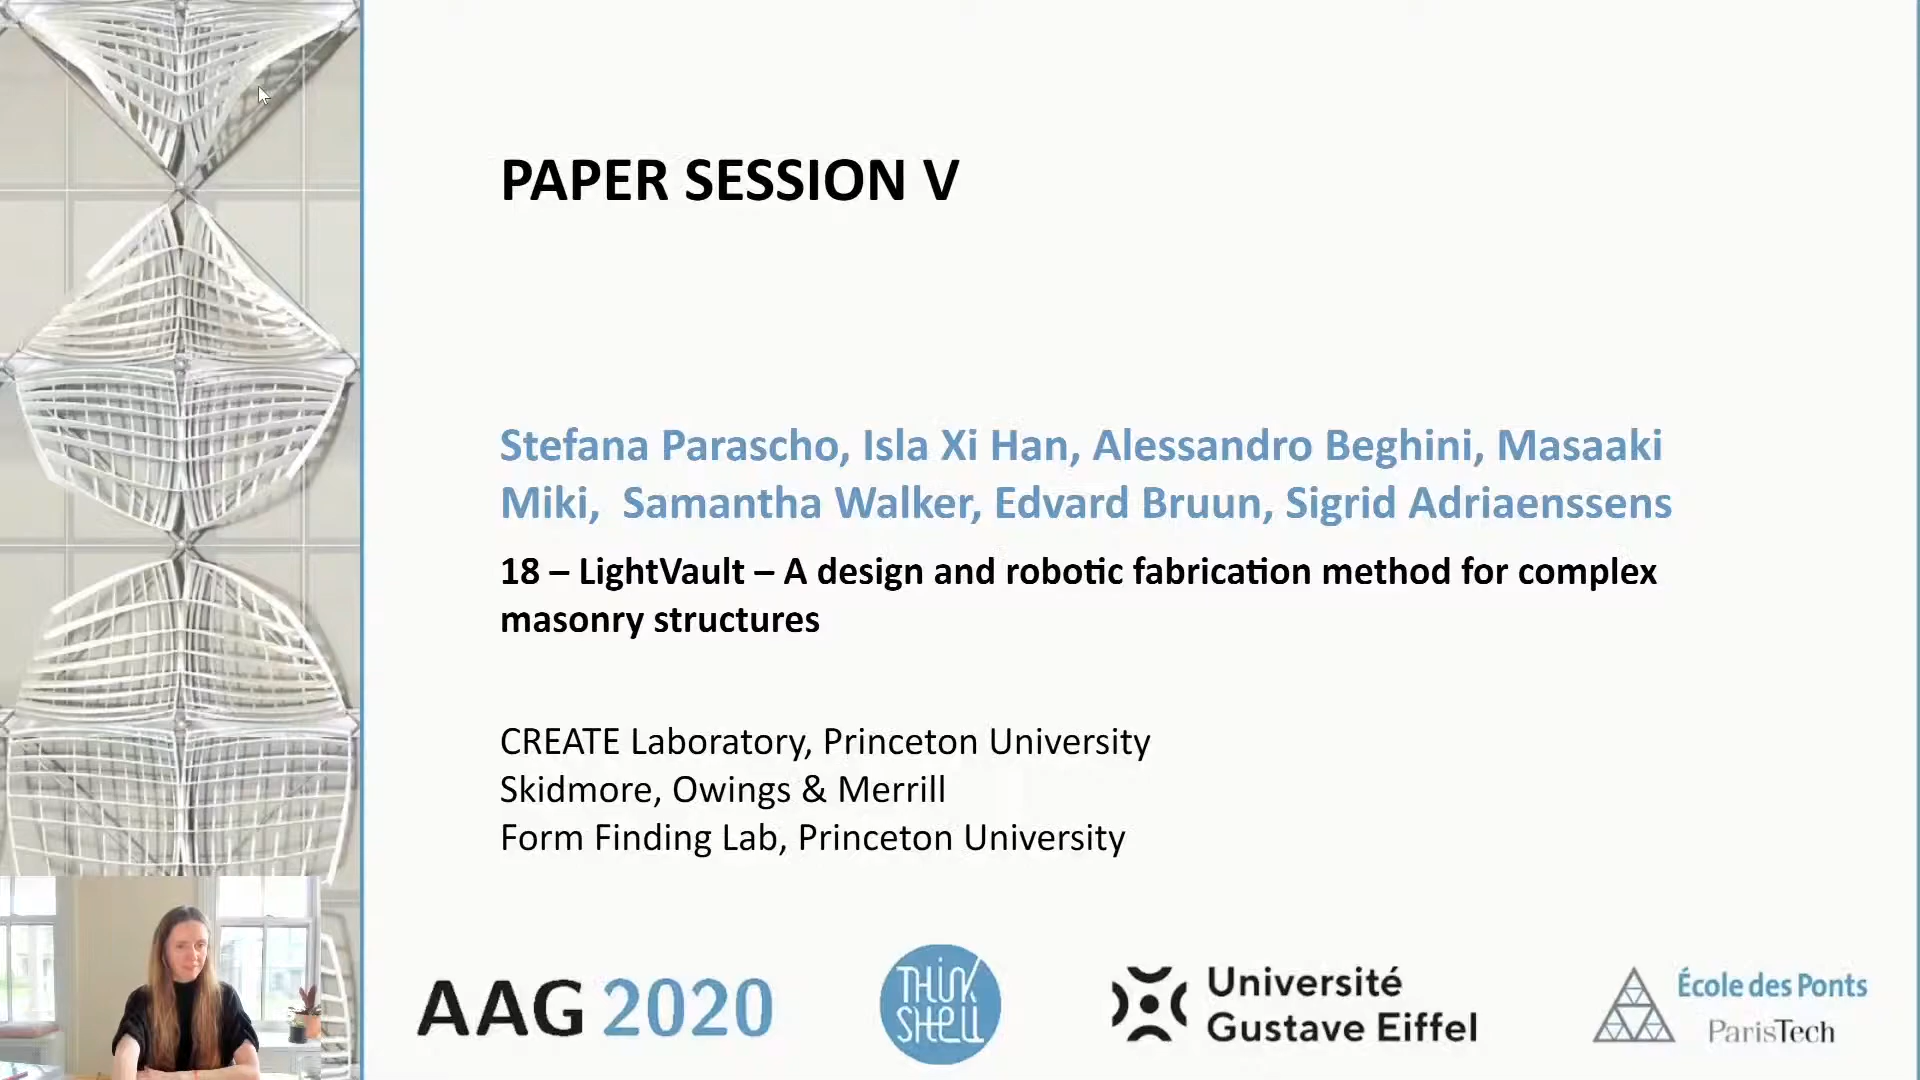 PAPER SESSION V
Stefana Parascho, Isla Xi Han, Alessandro Beghini, Masaaki
Miki, Samantha Walker, Edvard Bruun, Sigrid Adriaenssens
18 – LightVault – A design and robotic fabrication method for complex
masonry structures
CREATE Laboratory, Princeton University
Skidmore, Owings & Merrill
Form Finding Lab, Princeton University
AAG 2020
THINK
SHELL
Université
Gustave Eiffel
École des Ponts
ParisTech